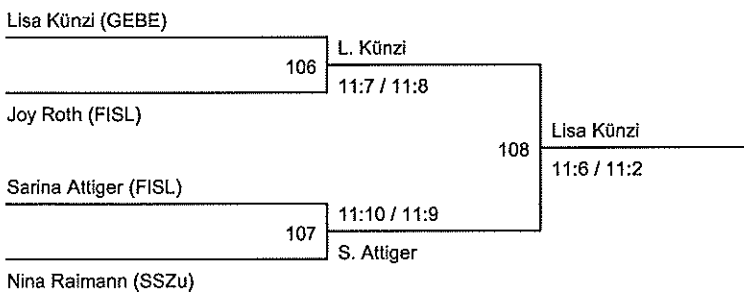 Lisa Künzi (GEBE)
L. Künzi
106
11:7 / 11:8
Joy Roth (FISL)
Lisa Künzi
108
11:6 / 11:2
Sarina Attiger (FISL)
11:10 / 11:9
107
S. Attiger
Nina Raimann (SSZu)